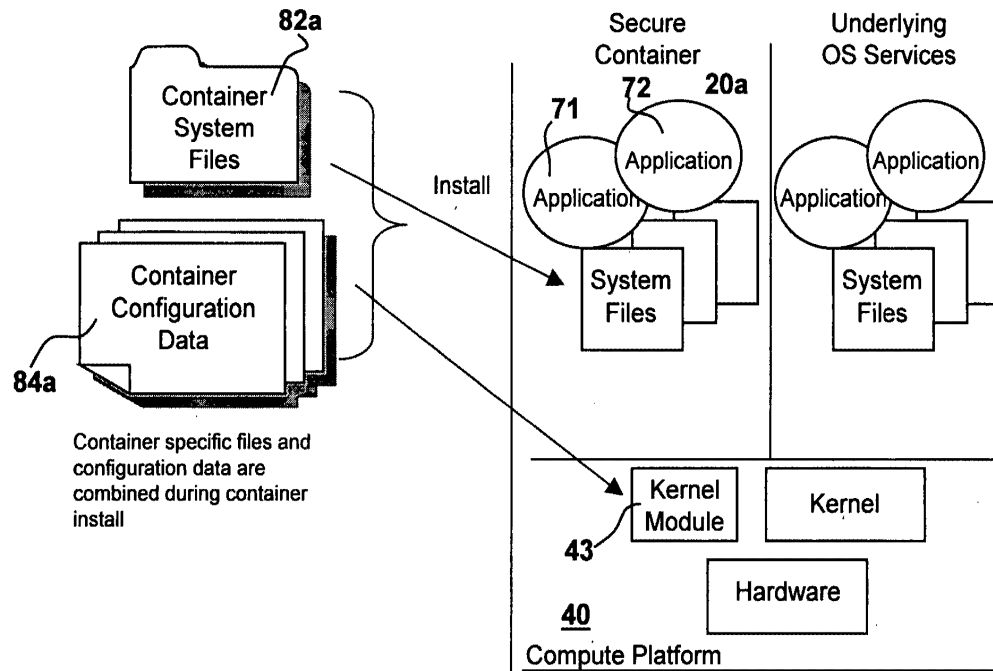 82a
Container
System
Files
Container
Configuration
Data
84a
Container specific files and
configuration data are
combined during container
install
Install
Secure
Container
20a
71
72
Application
Application
System
Files
Underlying
OS Services
Application
Application
System
Files
Kernel
Module
43
Kernel
Hardware
40
Compute Platform